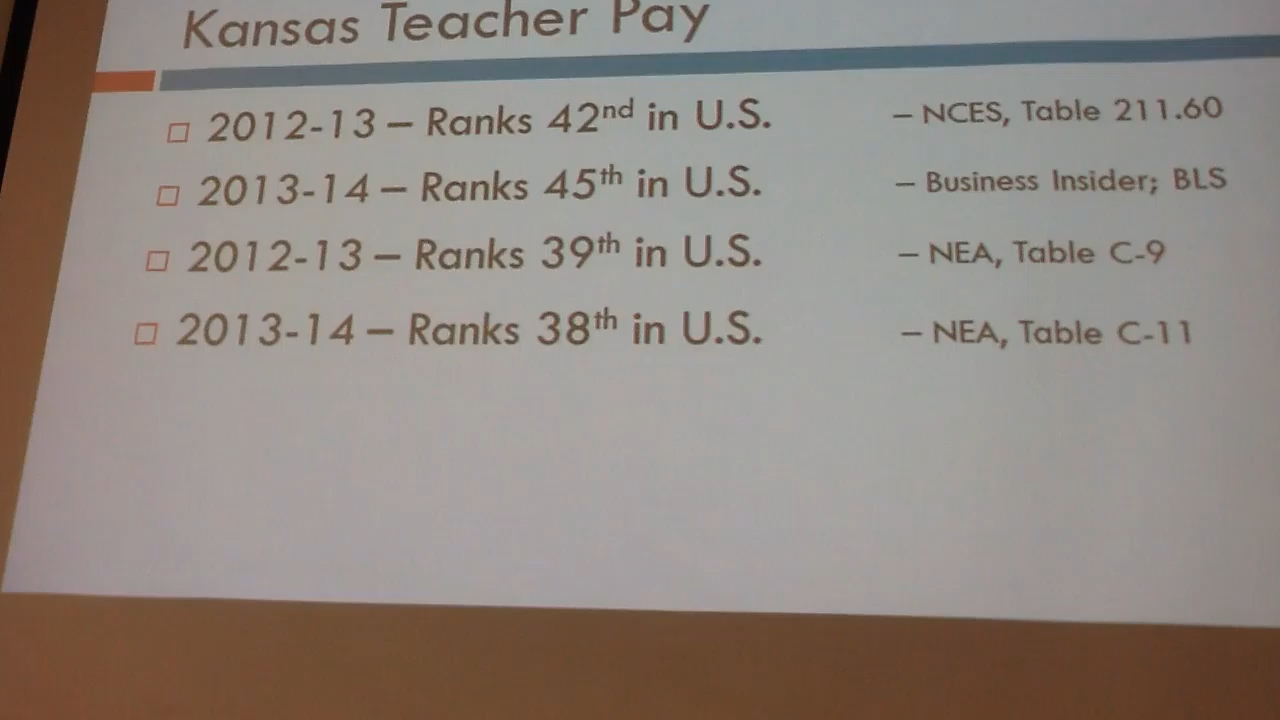 Kansas Teacher Pay
2012-13 – Ranks 42nd in U.S. – NCES, Table 211.60
2013-14 – Ranks 45th in U.S. – Business Insider; BLS
2012-13 – Ranks 39th in U.S. – NEA, Table C-9
2013-14 – Ranks 38th in U.S. – NEA, Table C-11